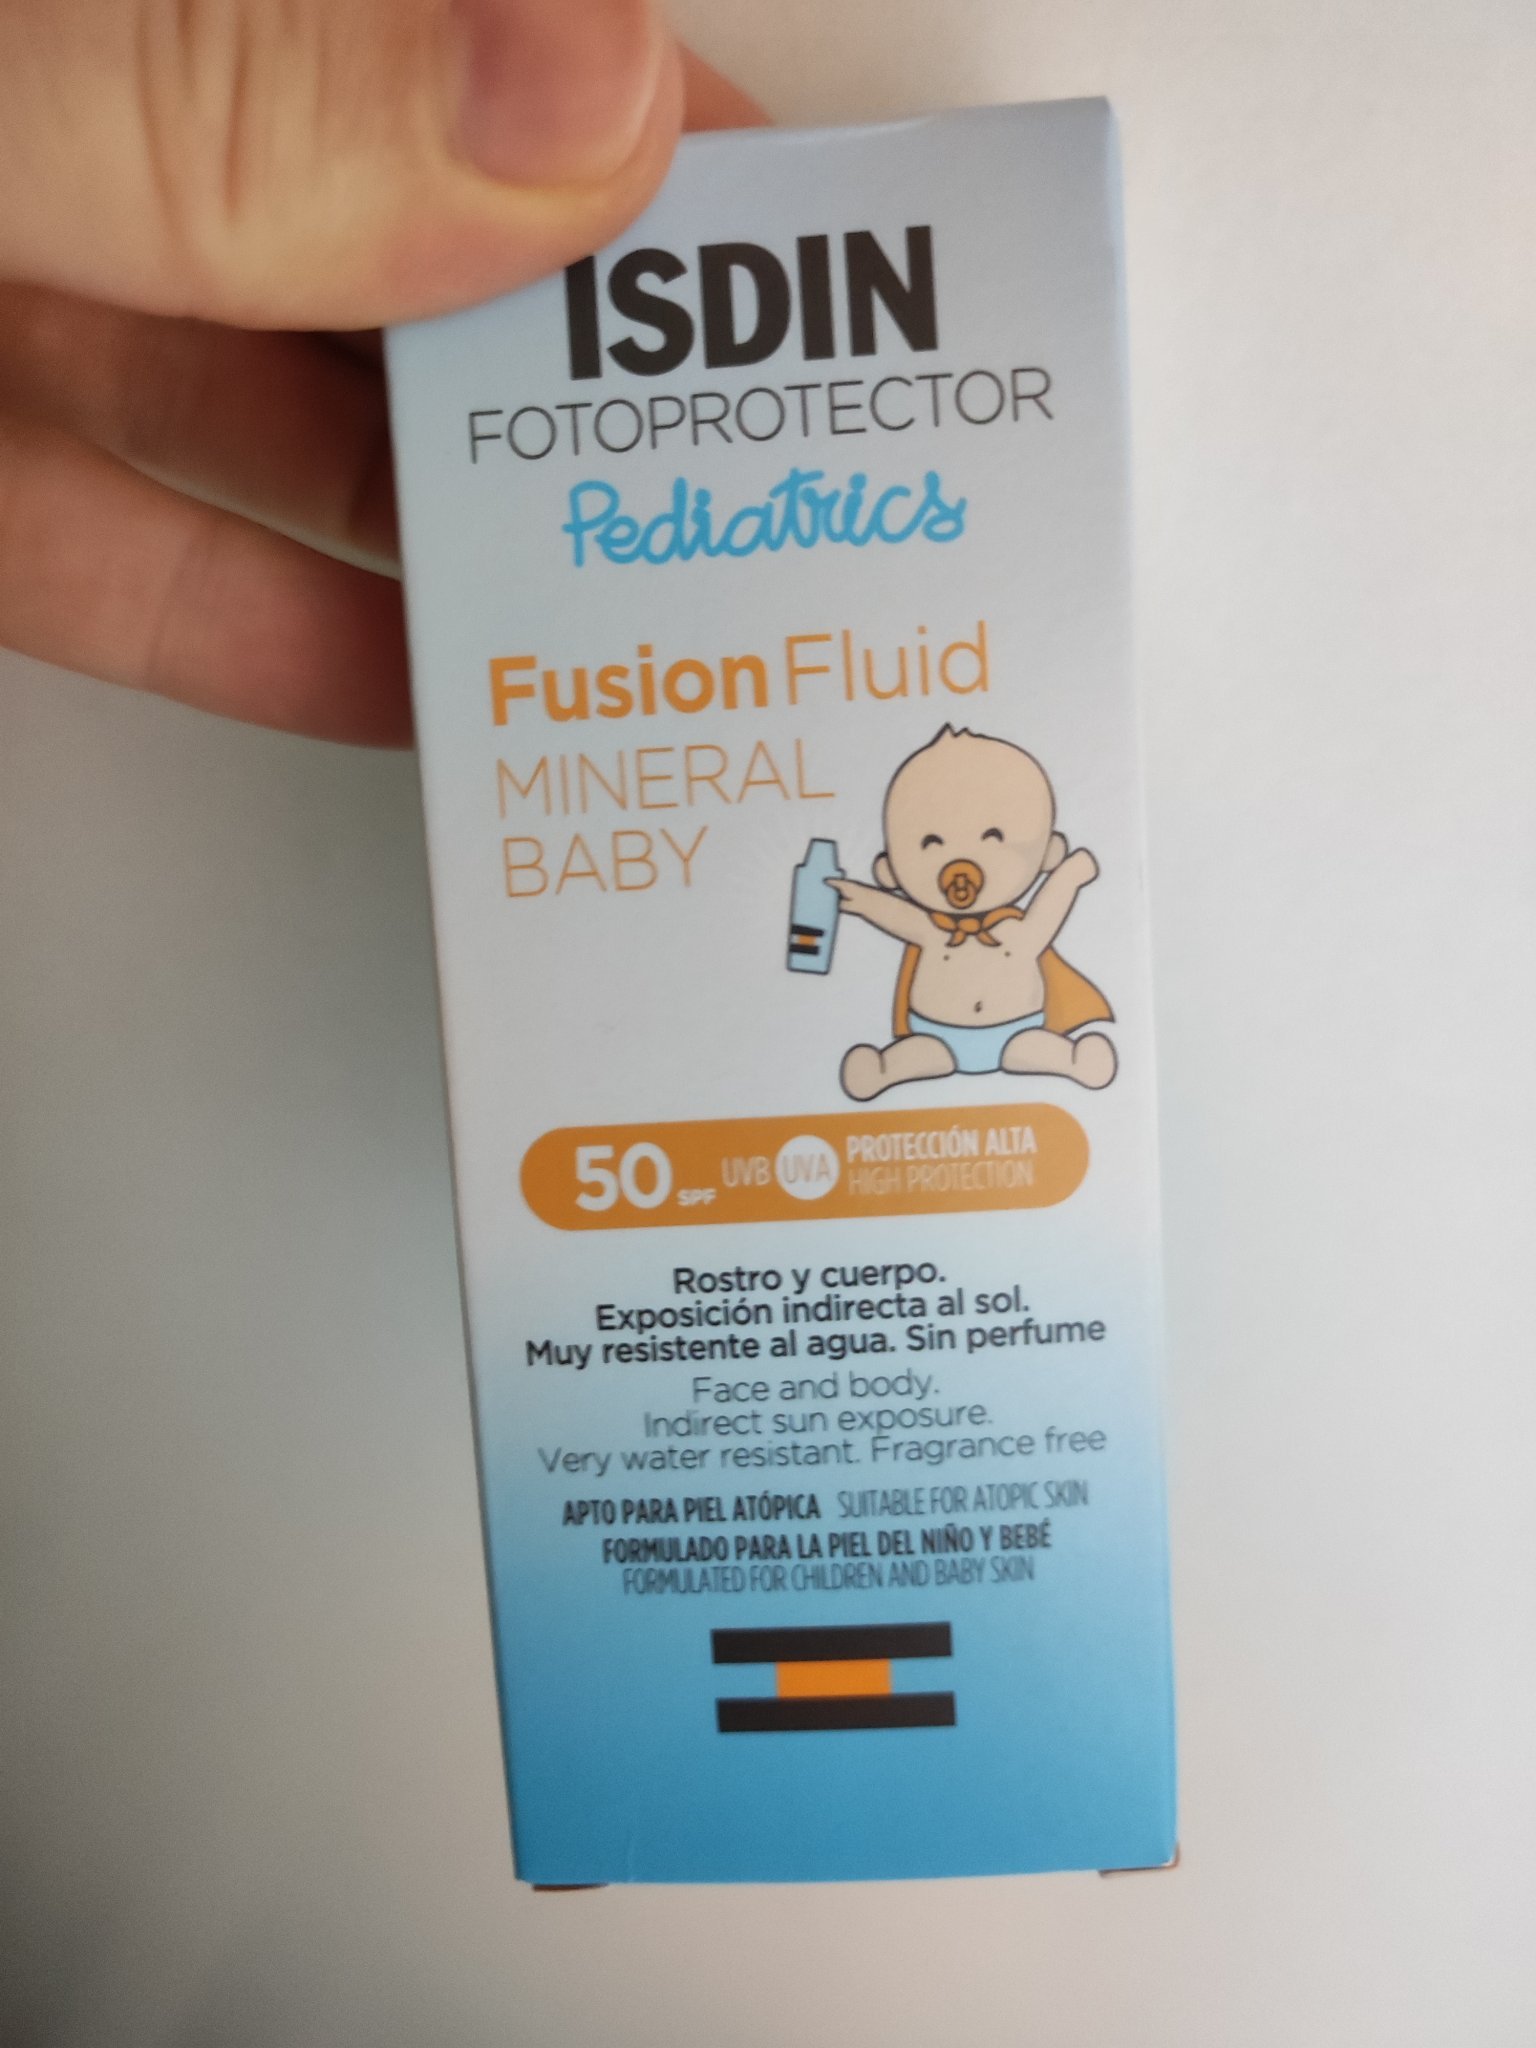 ISDIN
FOTOPROTECTOR
Pediatrics
Fusion Fluid
MINERAL
BABY
50 SPF UVB UVA PROTECCIÓN ALTA
HIGH PROTECTION
Rostro y cuerpo.
Exposición indirecta al sol.
Muy resistente al agua. Sin perfume
Face and body.
Indirect sun exposure.
Very water resistant. Fragrance free
APTO PARA PIEL ATÓPICA SUITABLE FOR ATOPIC SKIN
FORMULADO PARA LA PIEL DEL NIÑO Y BEBÉ
FORMULATED FOR CHILDREN AND BABY SKIN